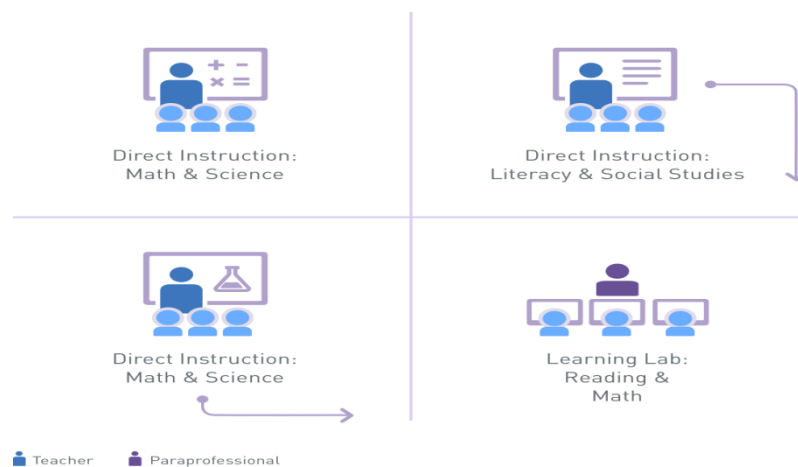 Direct Instruction:
Math & Science
Direct Instruction:
Literacy & Social Studies
Direct Instruction:
Math & Science
Learning Lab:
Reading &
Math
Teacher
Paraprofessional